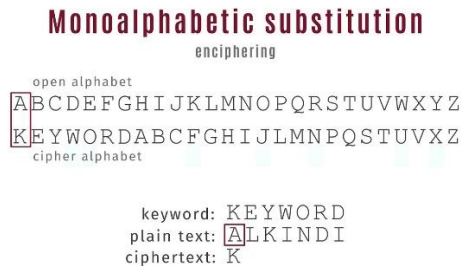 Monoalphabetic substitution
enciphering
open alphabet
ABCDEFGHIJKLMNOPQRSTUVWXYZ
KEYWORDABCFGHIJLMNPQSTUVXZ
cipher alphabet
keyword: KEYWORD
plain text: ALKINDI
ciphertext: K